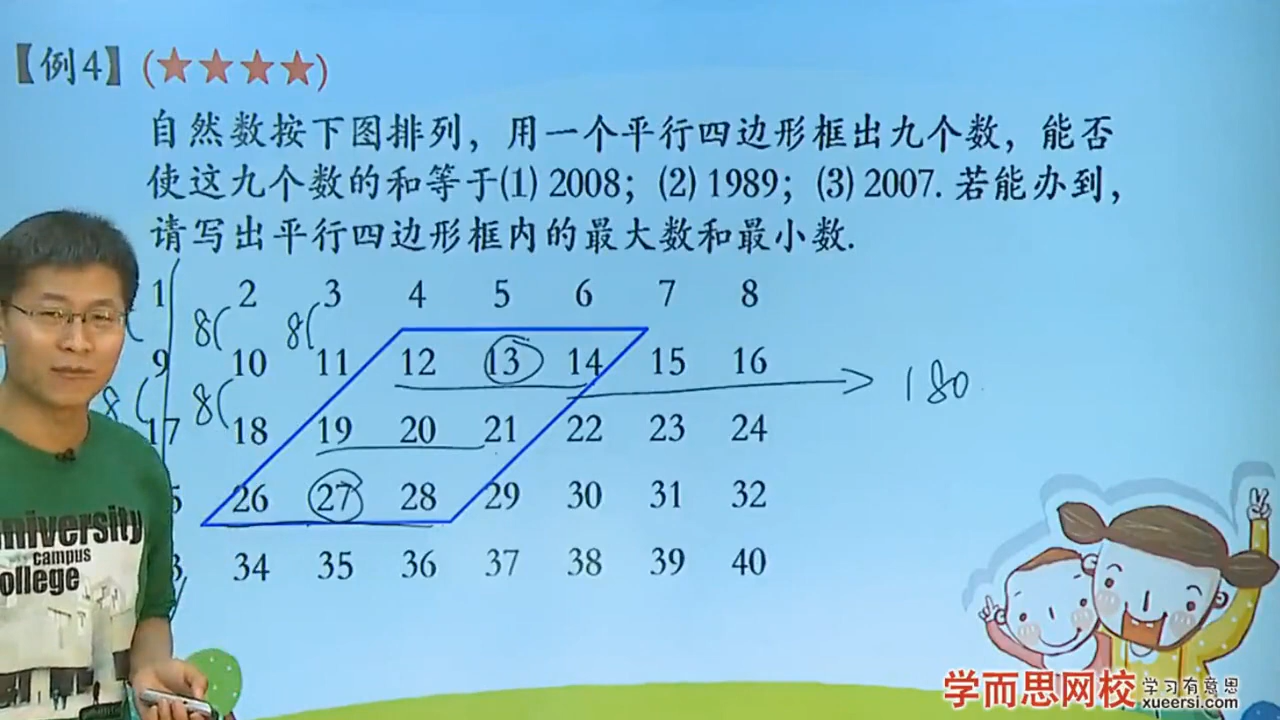 【例4】(★★★★)
自然数按下图排列，用一个平行四边形框出九个数，能否
使这九个数的和等于(1) 2008；(2) 1989；(3) 2007. 若能办到，
请写出平行四边形框内的最大数和最小数.
1 2 3 4 5 6 7 8
8( 8(
9 10 11 12 13 14 15 16
180
8( 8(
17 18 19 20 21 22 23 24
26 27 28 29 30 31 32
34 35 36 37 38 39 40
university
campus
college
学而思网校 学习有意思
xueersi.com